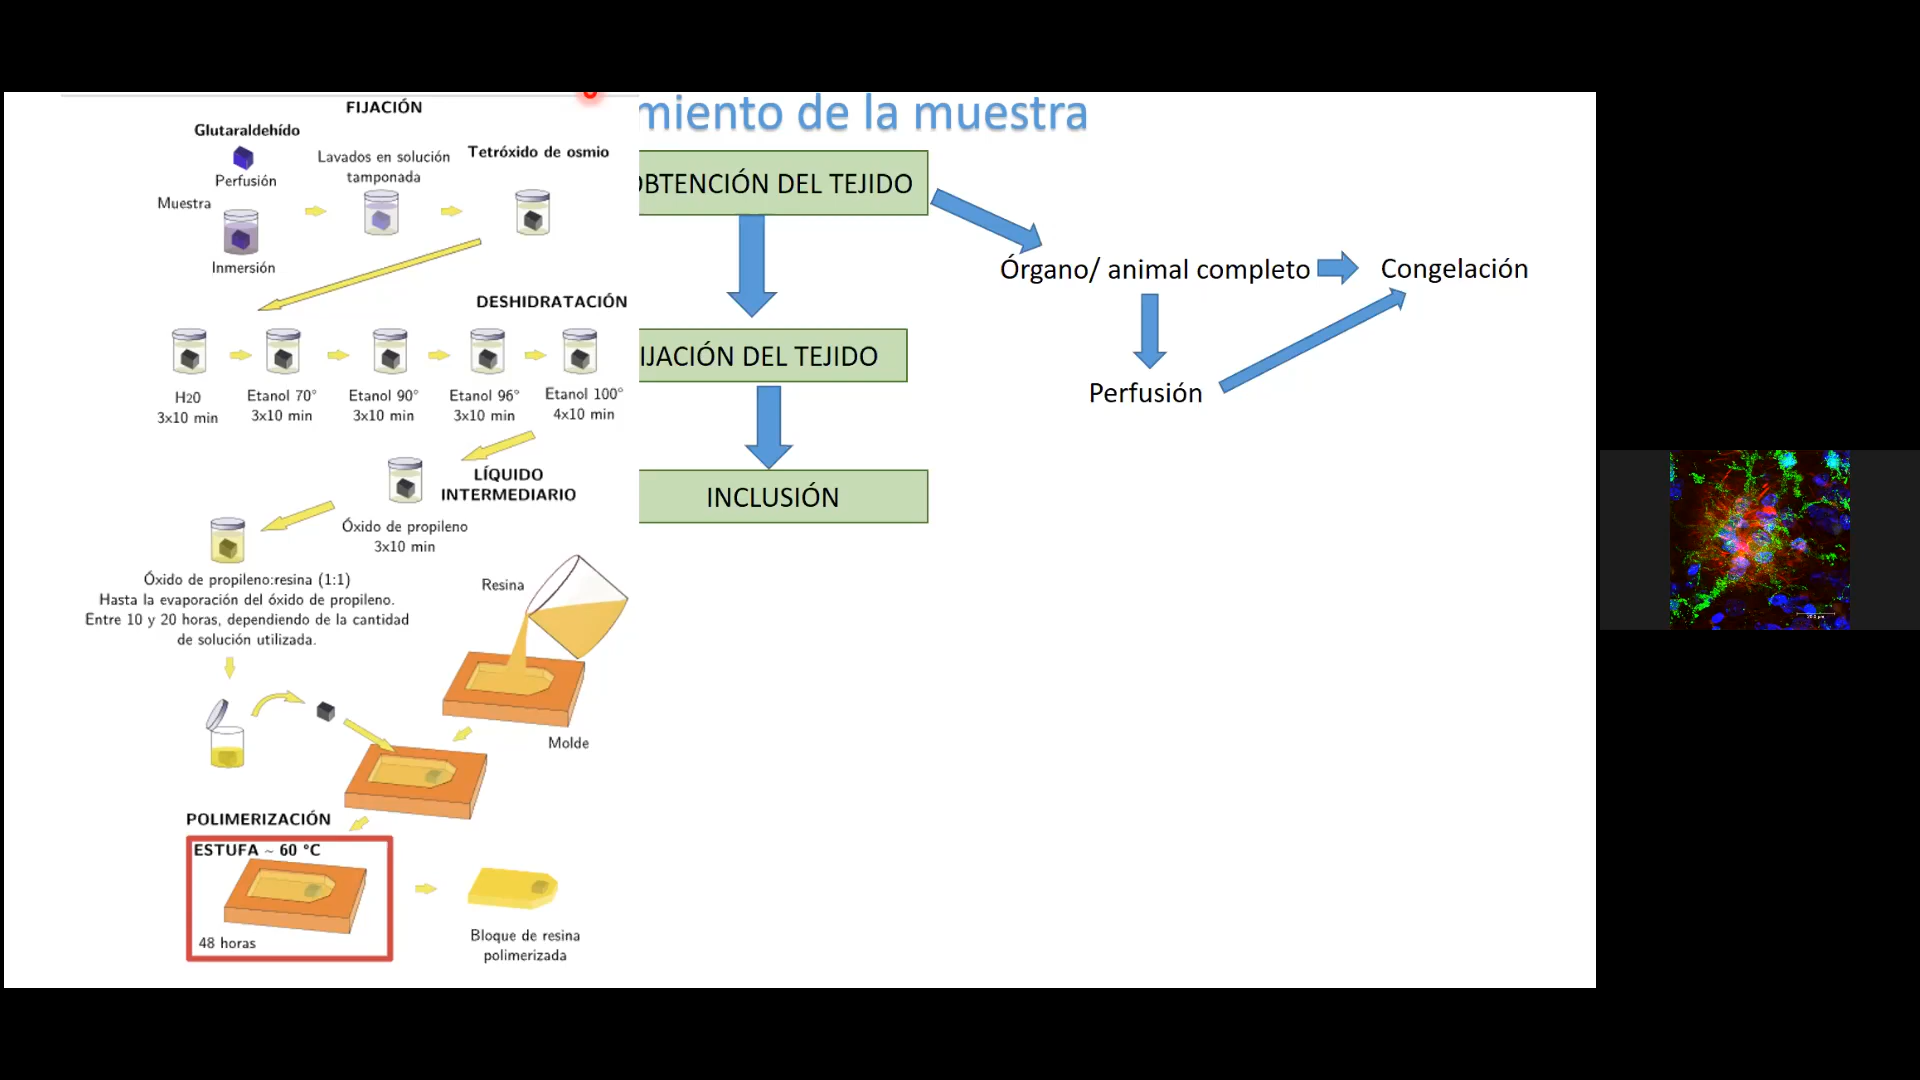 FIJACIÓN
Glutaraldehído
Perfusión
Muestra
Inmersión
Lavados en solución
tamponada
Tetróxido de osmio
DESHIDRATACIÓN
H20
3x10 min
Etanol 70°
3x10 min
Etanol 90°
3x10 min
Etanol 96°
3x10 min
Etanol 100°
4x10 min
LÍQUIDO
INTERMEDIARIO
Óxido de propileno
3x10 min
Óxido de propileno:resina (1:1)
Hasta la evaporación del óxido de propileno.
Entre 10 y 20 horas, dependiendo de la cantidad
de solución utilizada.
Resina
Molde
POLIMERIZACIÓN
ESTUFA ~ 60 °C
48 horas
Bloque de resina
polimerizada
miento de la muestra
OBTENCIÓN DEL TEJIDO
IJACIÓN DEL TEJIDO
INCLUSIÓN
Órgano/ animal completo
Congelación
Perfusión